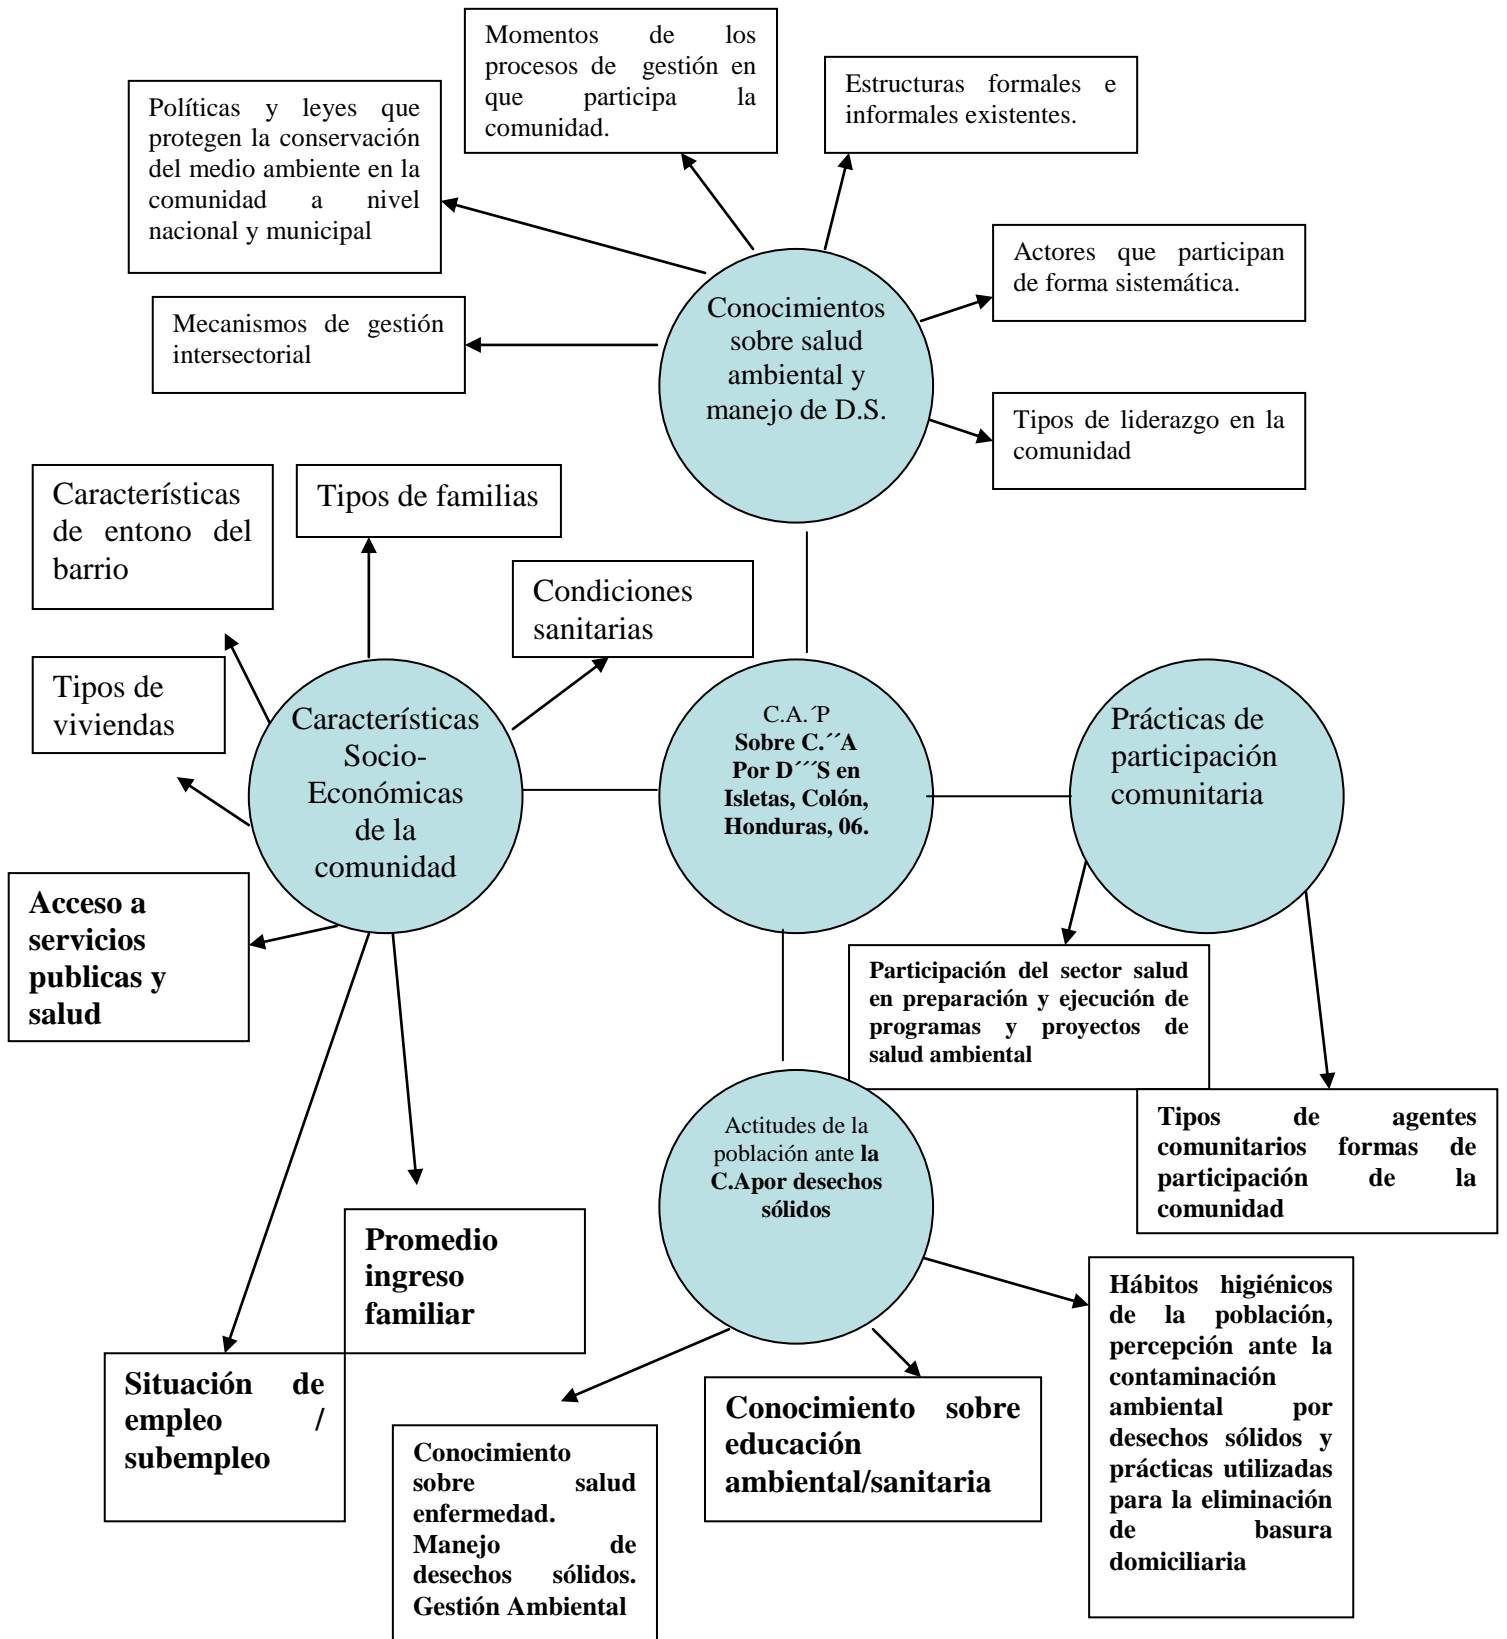 Momentos de los
procesos de gestión en
que participa la
comunidad.
Estructuras formales e
informales existentes.
Políticas y leyes que
protegen la conservación
del medio ambiente en la
comunidad a nivel
nacional y municipal
Actores que participan
de forma sistemática.
Mecanismos de gestión
intersectorial
Conocimientos
sobre salud
ambiental y
manejo de D.S.
Tipos de liderazgo en la
comunidad
Características
de entono del
barrio
Tipos de familias
Condiciones
sanitarias
Tipos de
viviendas
Características
Socio-
Económicas
de la
comunidad
C.A.´P
Sobre C.´´A
Por D´´´S en
Isletas, Colón,
Honduras, 06.
Prácticas de
participación
comunitaria
Acceso a
servicios
publicas y
salud
Participación del sector salud
en preparación y ejecución de
programas y proyectos de
salud ambiental
Tipos de agentes
comunitarios formas de
participación de la
comunidad
Actitudes de la
población ante la
C.Apor desechos
sólidos
Promedio
ingreso
familiar
Situación de
empleo /
subempleo
Conocimiento
sobre salud
enfermedad.
Manejo de
desechos sólidos.
Gestión Ambiental
Conocimiento sobre
educación
ambiental/sanitaria
Hábitos higiénicos
de la población,
percepción ante la
contaminación
ambiental por
desechos sólidos y
prácticas utilizadas
para la eliminación
de basura
domiciliaria